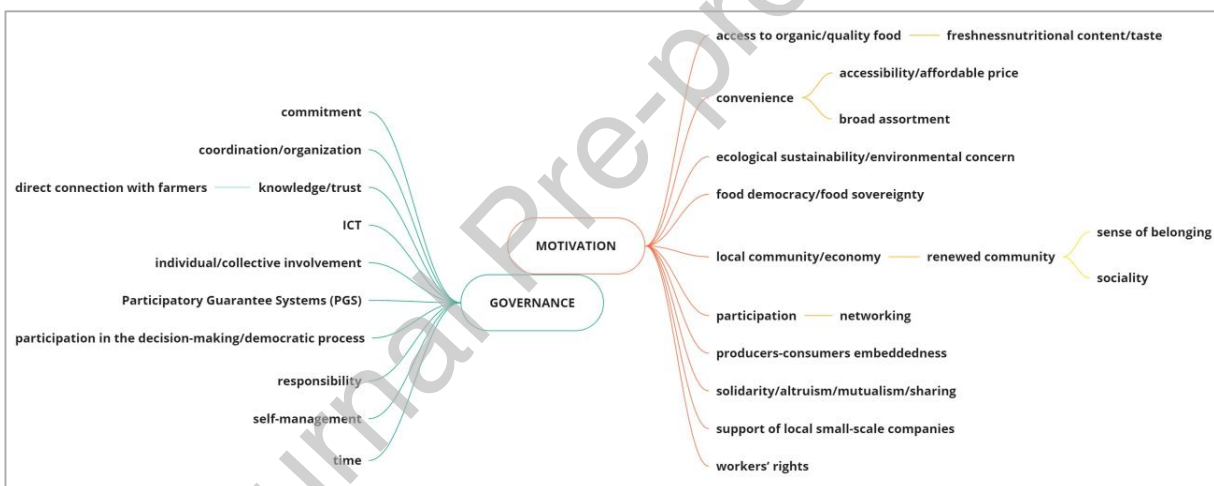 commitment
coordination/organization
direct connection with farmers
knowledge/trust
ICT
individual/collective involvement
Participatory Guarantee Systems (PGS)
participation in the decision-making/democratic process
responsibility
self-management
time
MOTIVATION
GOVERNANCE
access to organic/quality food
freshnessnutritional content/taste
convenience
accessibility/affordable price
broad assortment
ecological sustainability/environmental concern
food democracy/food sovereignty
local community/economy
renewed community
sense of belonging
sociality
participation
networking
producers-consumers embeddedness
solidarity/altruism/mutualism/sharing
support of local small-scale companies
workers’ rights
urnal Pre-pr